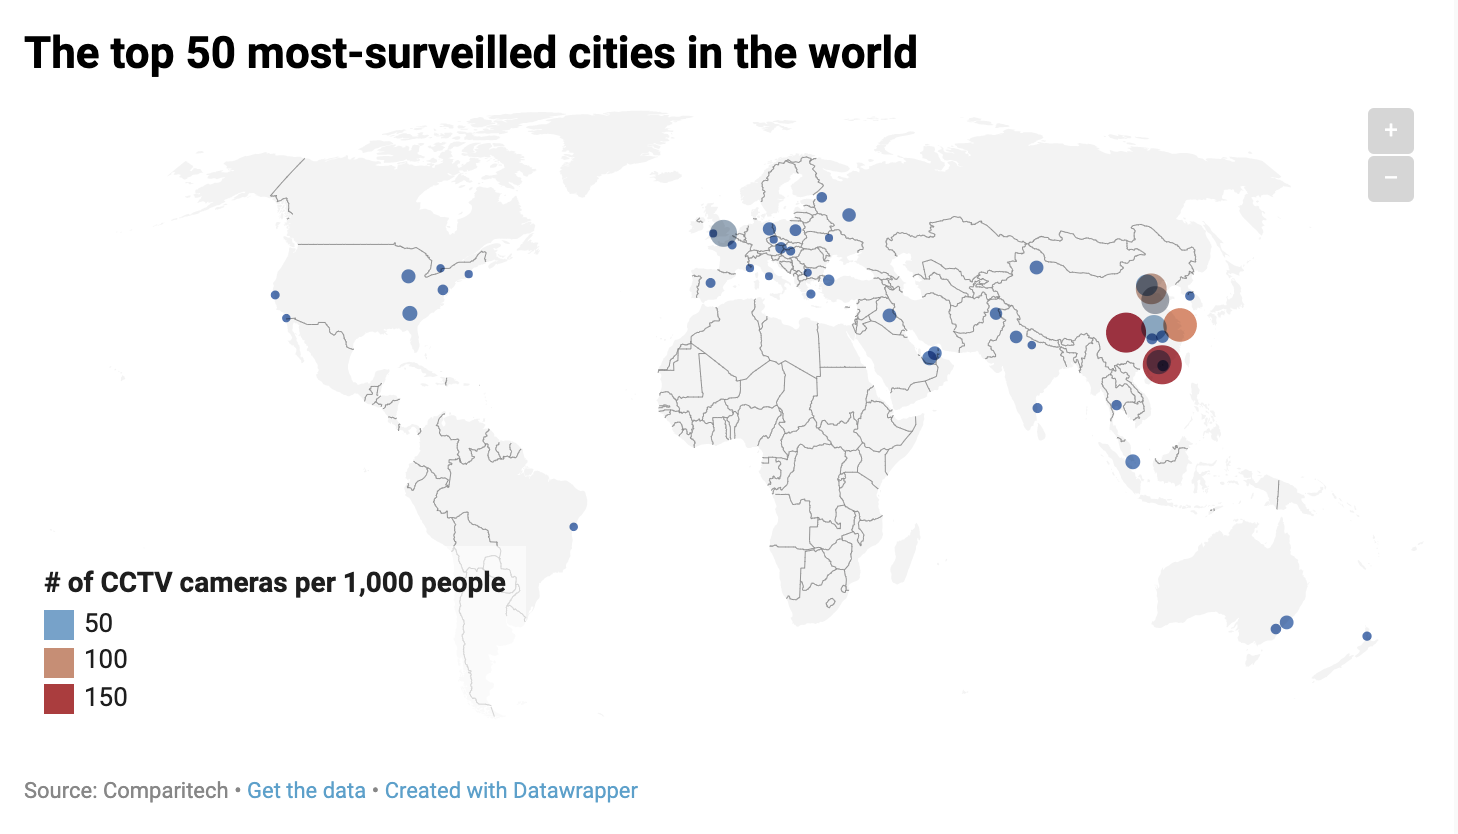 The top 50 most-surveilled cities in the world
+
−
# of CCTV cameras per 1,000 people
50
100
150
Source: Comparitech • Get the data • Created with Datawrapper